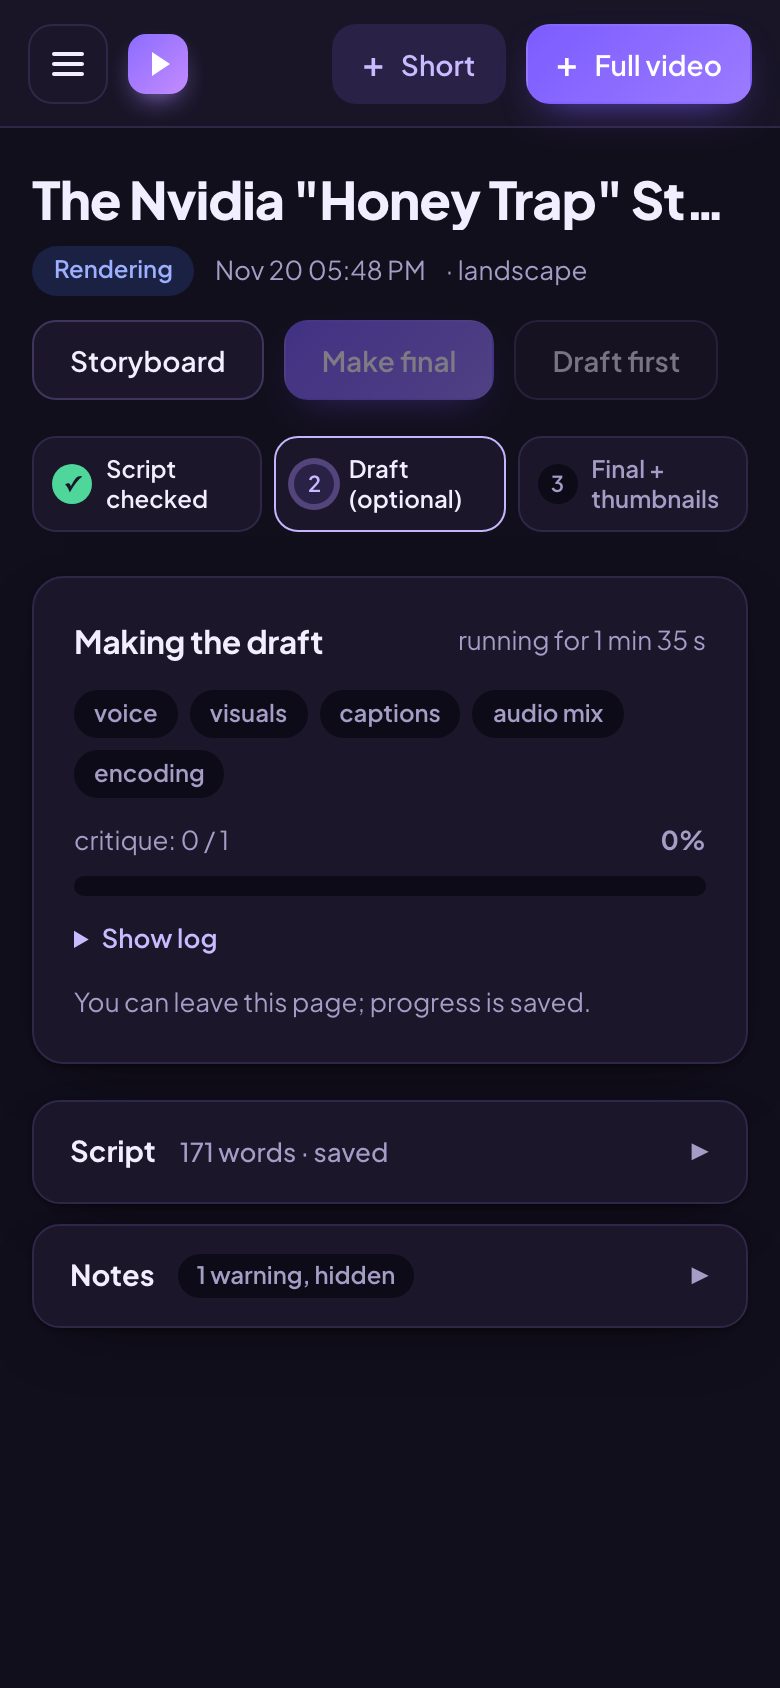 + Short
+ Full video
The Nvidia "Honey Trap" St...
Rendering Nov 20 05:48 PM · landscape
Storyboard Make final Draft first
✓ Script checked
2 Draft (optional)
3 Final + thumbnails
Making the draft running for 1 min 35 s
voice visuals captions audio mix
encoding
critique: 0 / 1 0%
Show log
You can leave this page; progress is saved.
Script 171 words · saved
Notes 1 warning, hidden